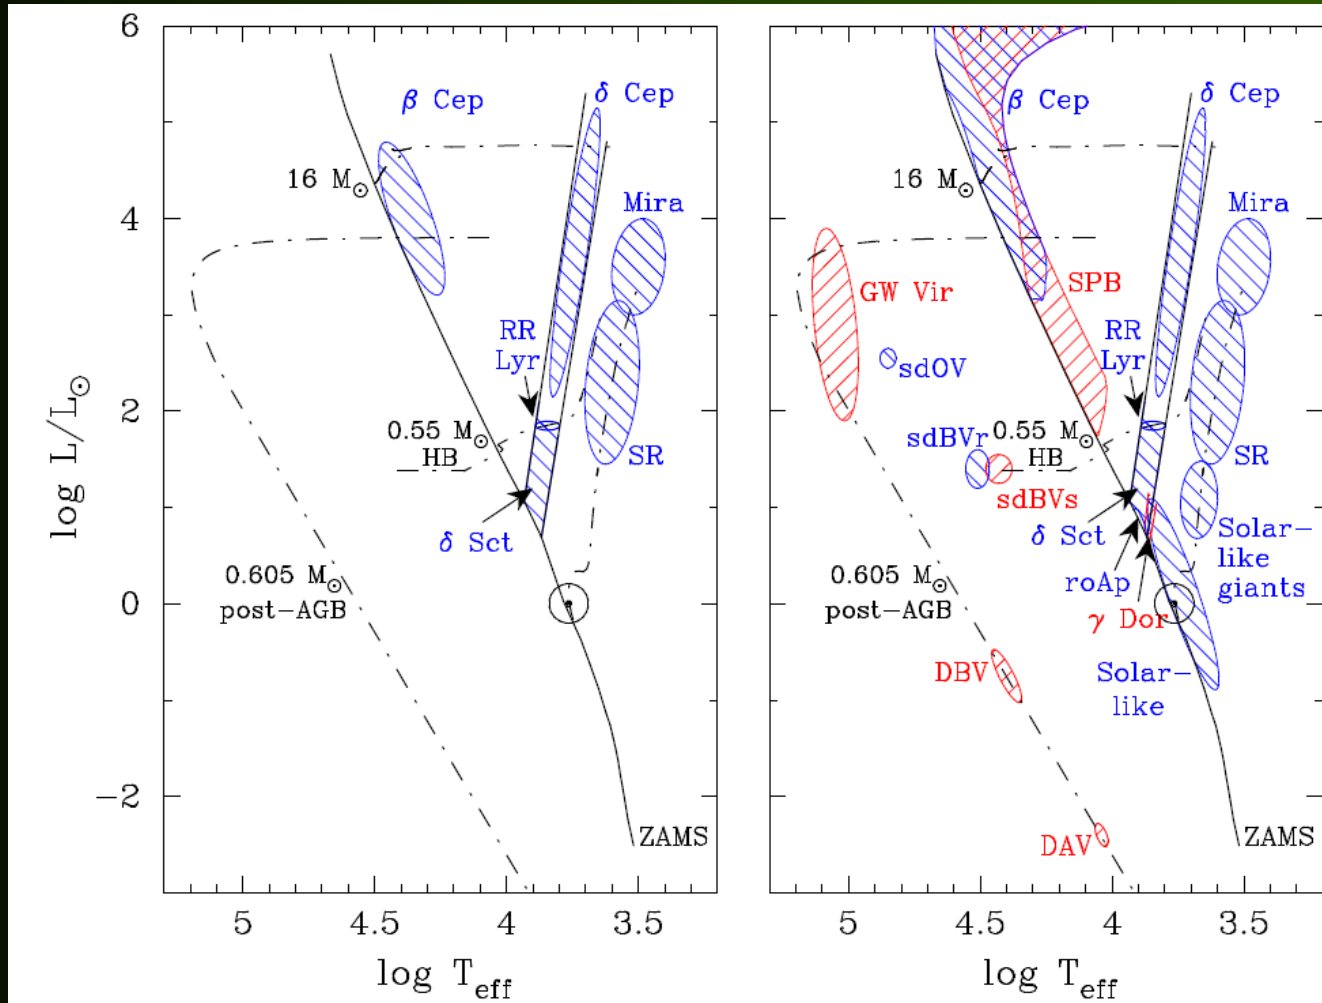 6
4
2
0
−2
log L/L⊙
β Cep
δ Cep
16 M⊙
Mira
RR
Lyr
0.55 M⊙
HB
SR
δ Sct
0.605 M⊙
post−AGB
ZAMS
5
4.5
4
3.5
log Teff
β Cep
δ Cep
16 M⊙
Mira
GW Vir
SPB
RR
Lyr
sdOV
sdBVr
0.55 M⊙
HB
SR
sdBVs
δ Sct
Solar−
like
giants
roAp
0.605 M⊙
post−AGB
γ Dor
DBV
Solar−
like
DAV
ZAMS
5
4.5
4
3.5
log Teff